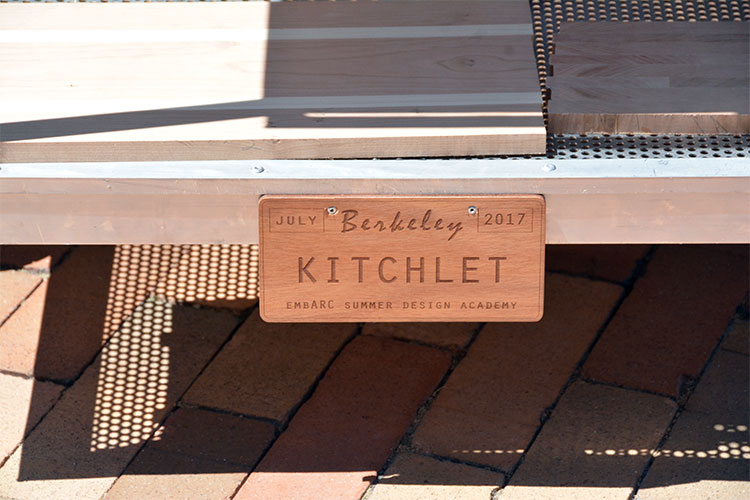 JULY Berkeley 2017
KITCHLET
EMBARC SUMMER DESIGN ACADEMY